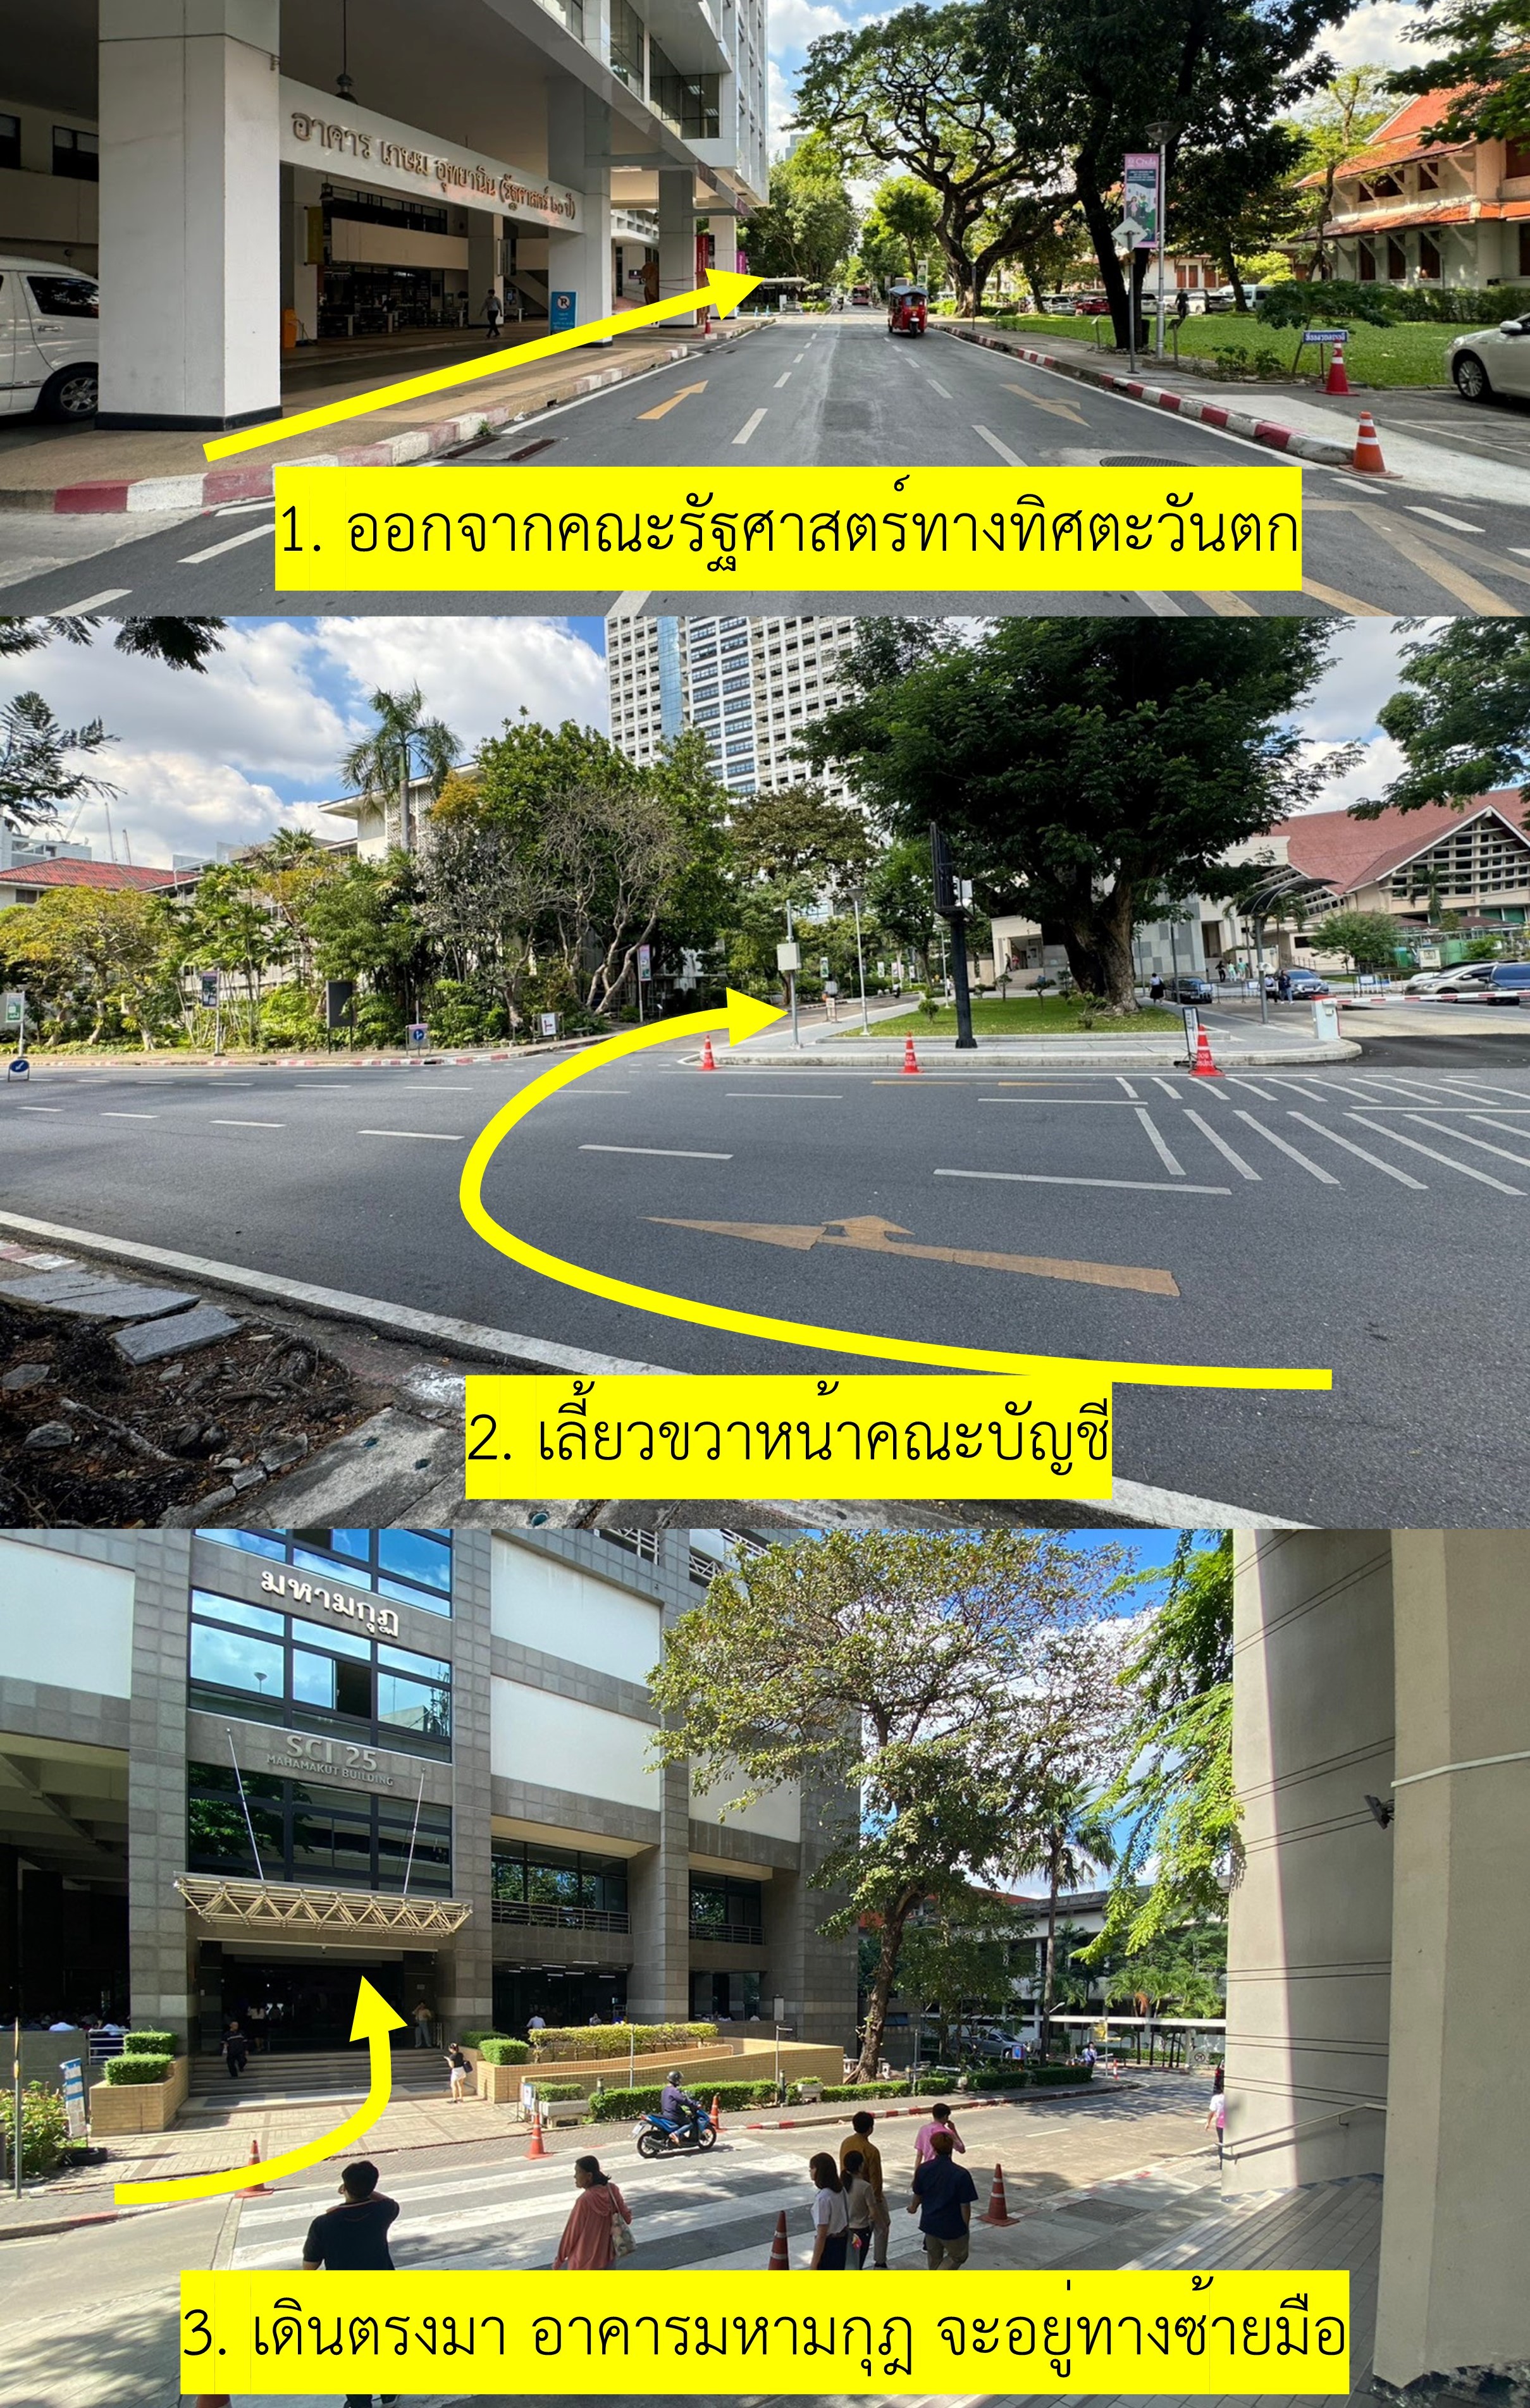 อาคาร เกษม อุทยานิน (รัฐศาสตร์ ๖๐ ปี)
Chula
1. ออกจากคณะรัฐศาสตร์ทางทิศตะวันตก
2. เลี้ยวขวาหน้าคณะบัญชี
มหามกุฏ
SCI 25
MAHAMAKUT BUILDING
3. เดินตรงมา อาคารมหามกุฎ จะอยู่ทางซ้ายมือ